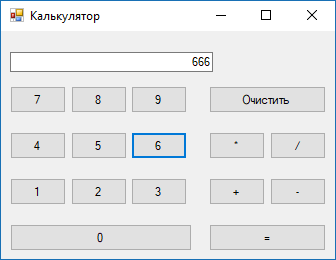 Калькулятор
666
7 8 9 Очистить
4 5 6 * /
1 2 3 + -
0 =